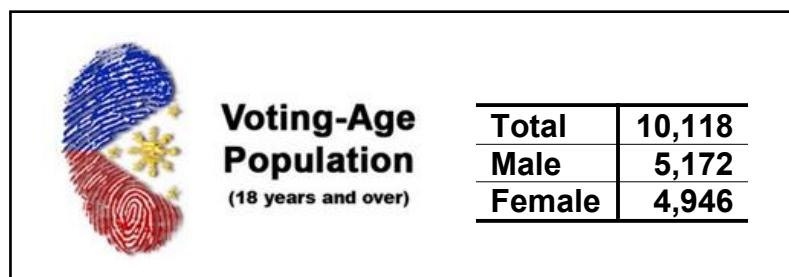 Voting-Age
Population
(18 years and over)
Total 10,118
Male 5,172
Female 4,946